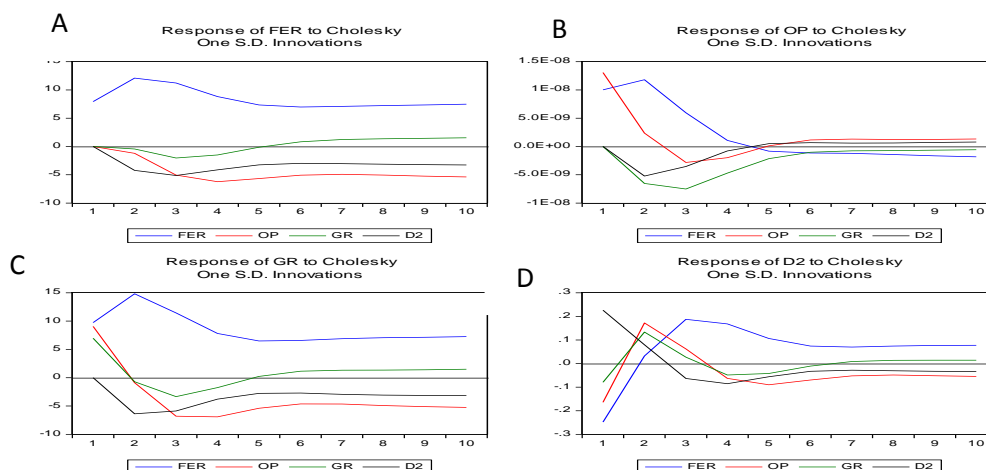 A
Response of FER to Cholesky
One S.D. Innovations
15
10
5
0
-5
-10
1 2 3 4 5 6 7 8 9 10
FER OP GR D2
B
Response of OP to Cholesky
One S.D. Innovations
1.5E-08
1.0E-08
5.0E-09
0.0E+00
-5.0E-09
-1E-08
1 2 3 4 5 6 7 8 9 10
FER OP GR D2
C
Response of GR to Cholesky
One S.D. Innovations
15
10
5
0
-5
-10
1 2 3 4 5 6 7 8 9 10
FER OP GR D2
D
Response of D2 to Cholesky
One S.D. Innovations
.3
.2
.1
.0
-.1
-.2
-.3
1 2 3 4 5 6 7 8 9 10
FER OP GR D2